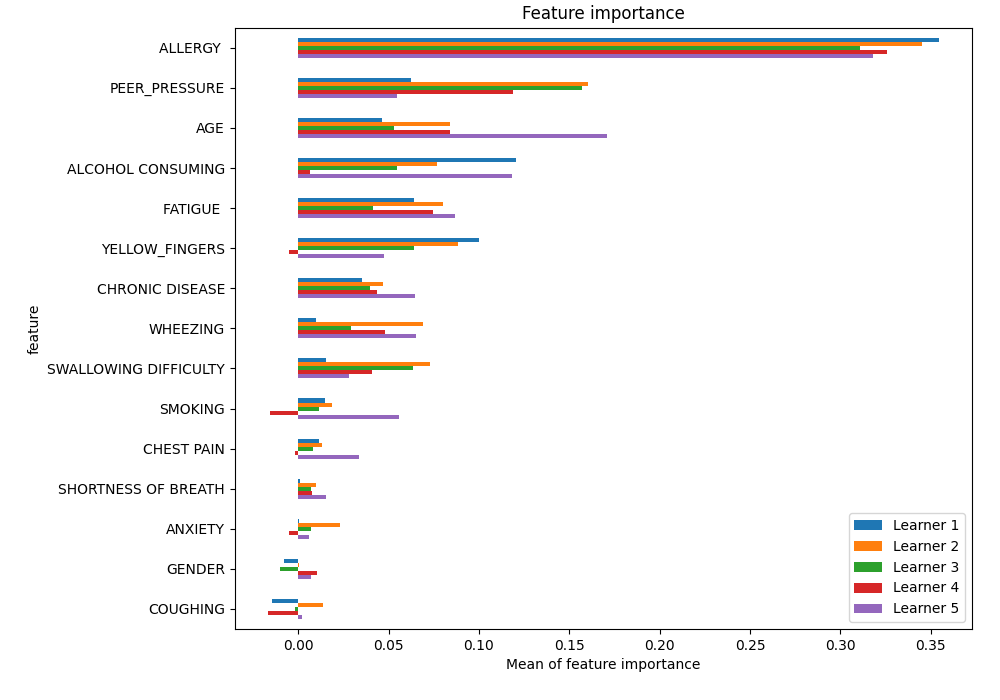 Feature importance
ALLERGY
PEER_PRESSURE
AGE
ALCOHOL CONSUMING
FATIGUE
YELLOW_FINGERS
CHRONIC DISEASE
WHEEZING
SWALLOWING DIFFICULTY
SMOKING
CHEST PAIN
SHORTNESS OF BREATH
ANXIETY
GENDER
COUGHING
feature
Learner 1
Learner 2
Learner 3
Learner 4
Learner 5
0.00 0.05 0.10 0.15 0.20 0.25 0.30 0.35
Mean of feature importance